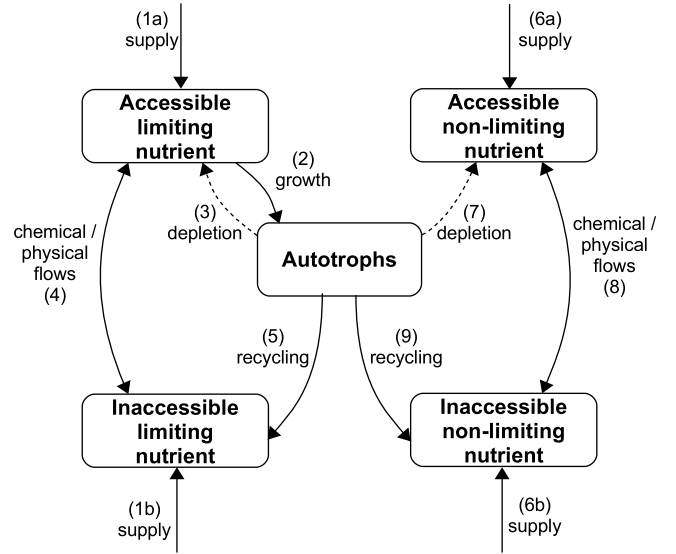 (1a)
supply
(6a)
supply
Accessible
limiting
nutrient
Accessible
non-limiting
nutrient
(2)
growth
(3)
depletion
(7)
depletion
chemical /
physical
flows
(4)
Autotrophs
chemical /
physical
flows
(8)
(5)
recycling
(9)
recycling
Inaccessible
limiting
nutrient
Inaccessible
non-limiting
nutrient
(1b)
supply
(6b)
supply